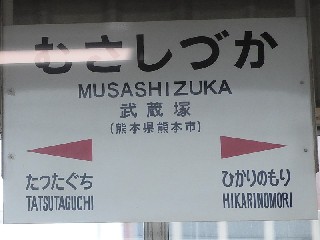 むさしづか
MUSASHIZUKA
武蔵塚
(熊本県熊本市)
たつたぐち ひかりのもり
TATSUTAGUCHI HIKARINOMORI